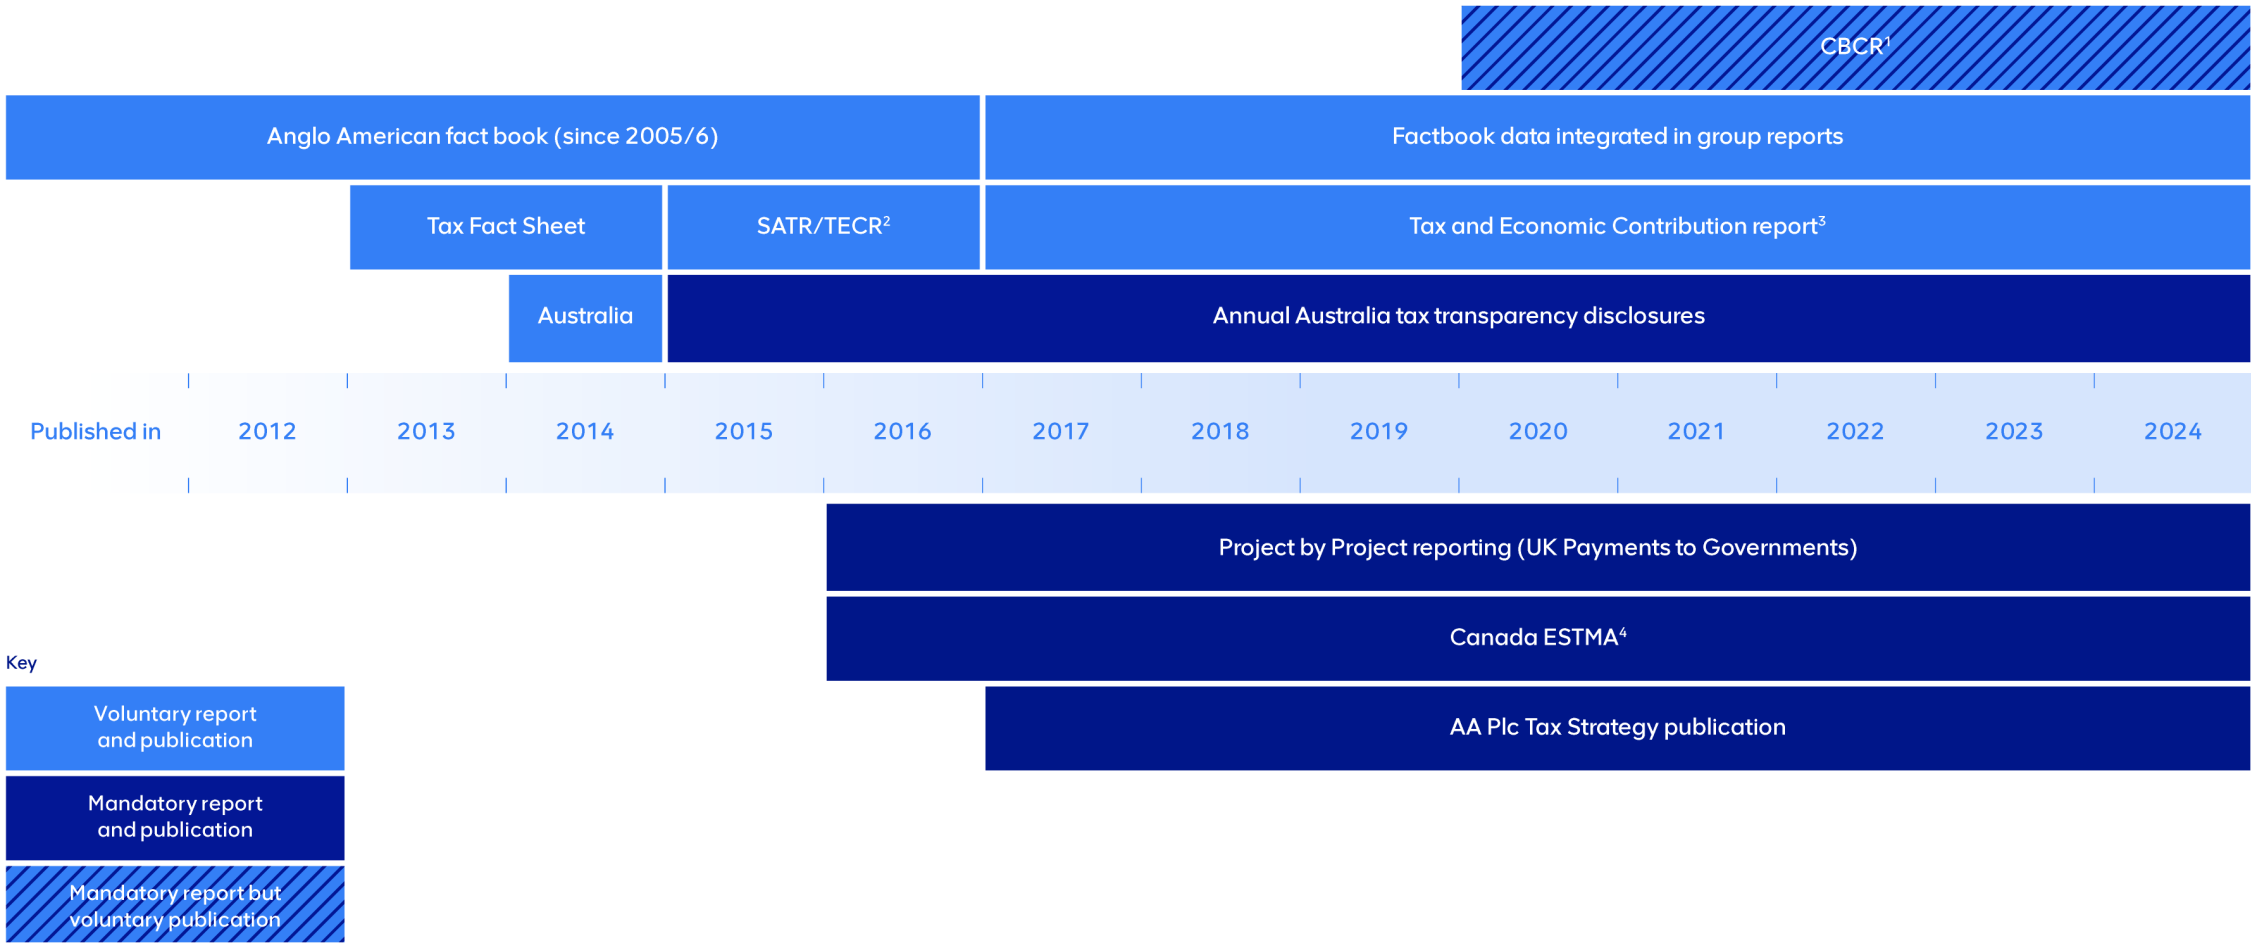 CBCR¹
Anglo American fact book (since 2005/6)
Factbook data integrated in group reports
Tax Fact Sheet
SATR/TECR²
Tax and Economic Contribution report³
Australia
Annual Australia tax transparency disclosures
Published in
2012
2013
2014
2015
2016
2017
2018
2019
2020
2021
2022
2023
2024
Project by Project reporting (UK Payments to Governments)
Canada ESTMA⁴
AA Plc Tax Strategy publication
Key
Voluntary report
and publication
Mandatory report
and publication
Mandatory report but
voluntary publication